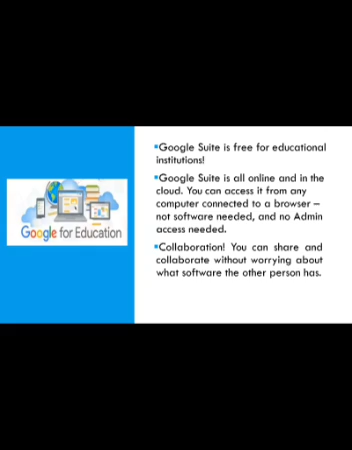 Google for Education
▪Google Suite is free for educational
institutions!
▪Google Suite is all online and in the
cloud. You can access it from any
computer connected to a browser –
not software needed, and no Admin
access needed.
▪Collaboration! You can share and
collaborate without worrying about
what software the other person has.